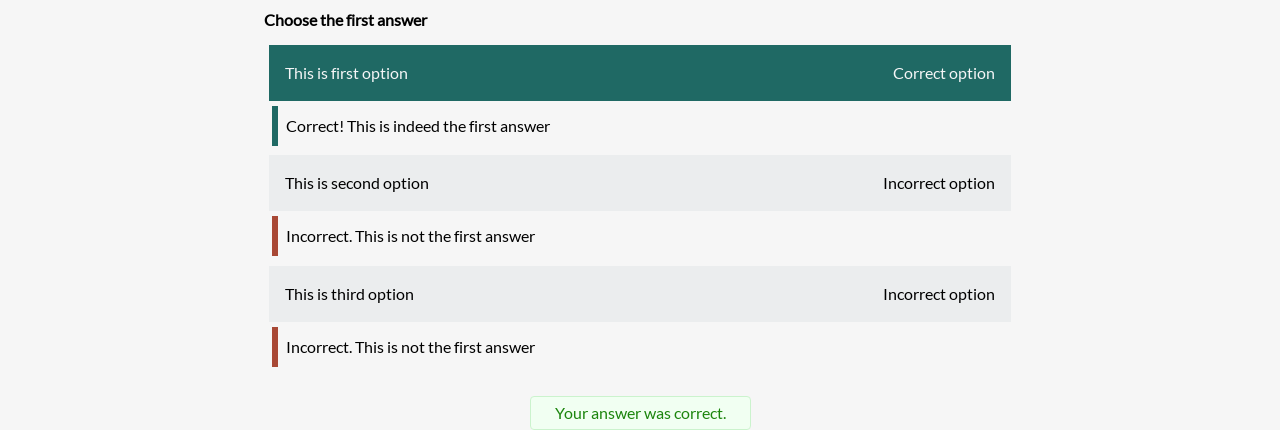 Choose the first answer
This is first option Correct option
Correct! This is indeed the first answer
This is second option Incorrect option
Incorrect. This is not the first answer
This is third option Incorrect option
Incorrect. This is not the first answer
Your answer was correct.